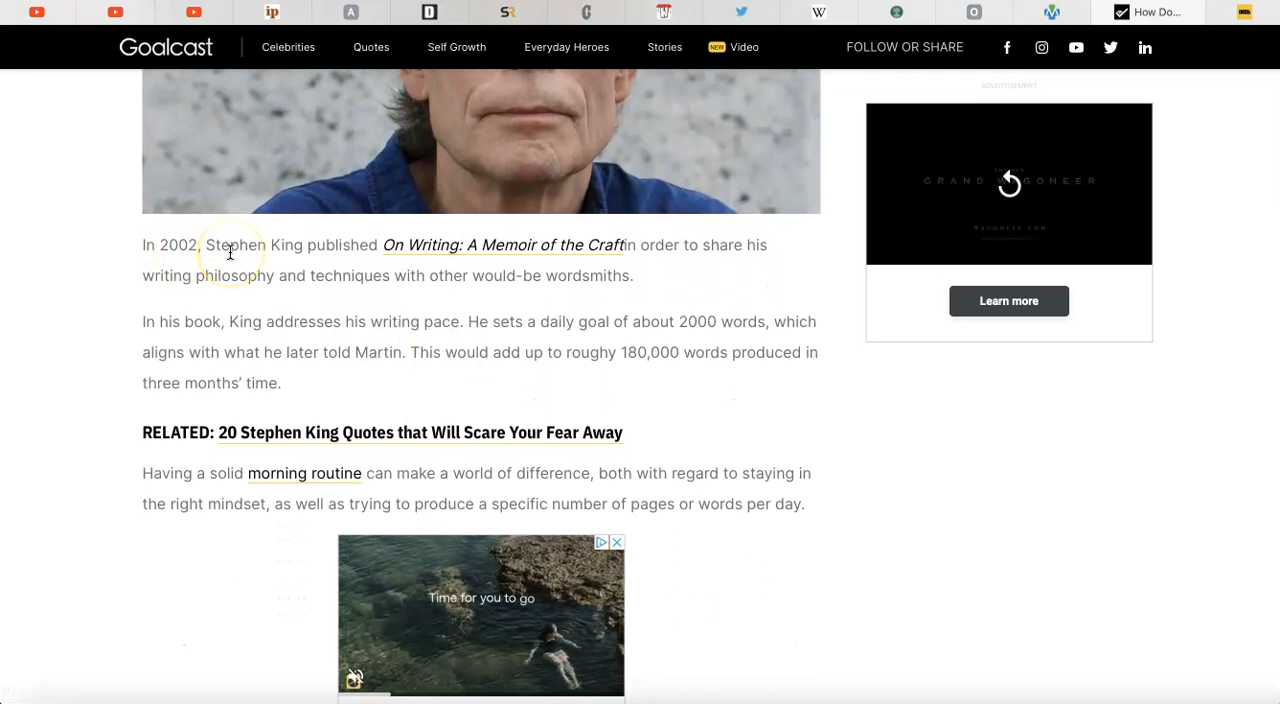 How Do...
Goalcast
Celebrities
Quotes
Self Growth
Everyday Heroes
Stories
NEW Video
FOLLOW OR SHARE
ADVERTISEMENT
GRAND WAGONEER
Learn more
In 2002, Stephen King published On Writing: A Memoir of the Craftin order to share his
writing philosophy and techniques with other would-be wordsmiths.
In his book, King addresses his writing pace. He sets a daily goal of about 2000 words, which
aligns with what he later told Martin. This would add up to roughy 180,000 words produced in
three months’ time.
RELATED: 20 Stephen King Quotes that Will Scare Your Fear Away
Having a solid morning routine can make a world of difference, both with regard to staying in
the right mindset, as well as trying to produce a specific number of pages or words per day.
Time for you to go